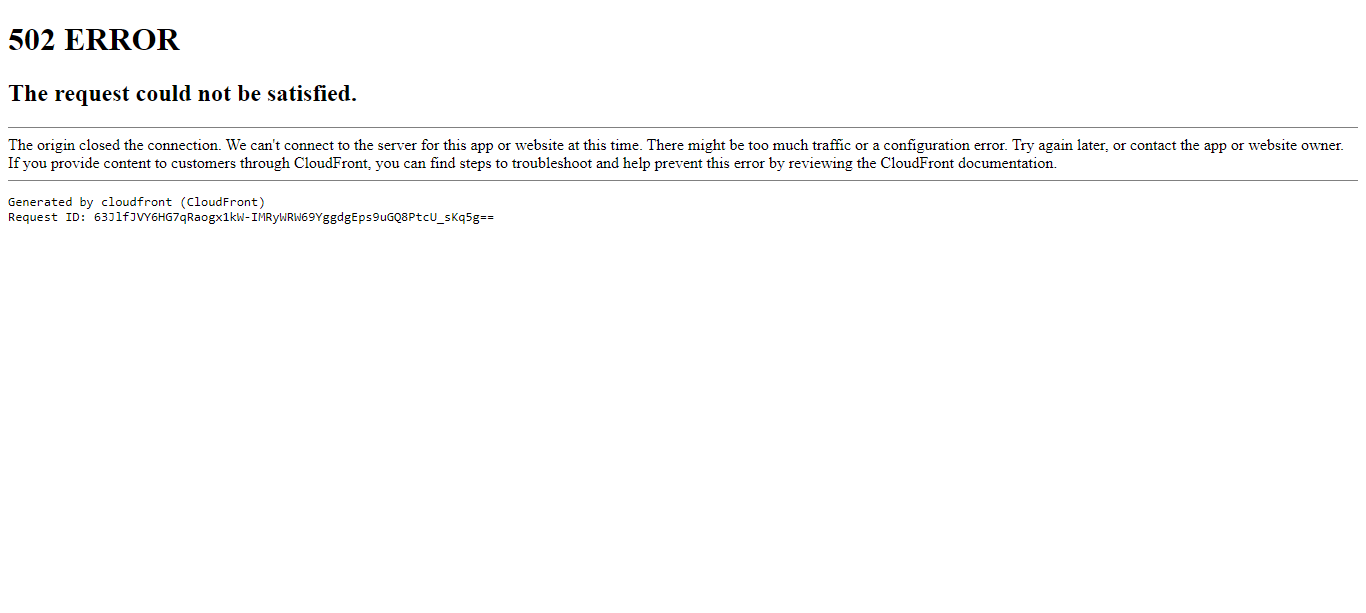 502 ERROR
The request could not be satisfied.
The origin closed the connection. We can't connect to the server for this app or website at this time. There might be too much traffic or a configuration error. Try again later, or contact the app or website owner.
If you provide content to customers through CloudFront, you can find steps to troubleshoot and help prevent this error by reviewing the CloudFront documentation.
Generated by cloudfront (CloudFront)
Request ID: 63JlfJVY6HG7qRaogx1kW-IMRyWRW69YggdgEps9uGQ8PtcU_sKq5g==